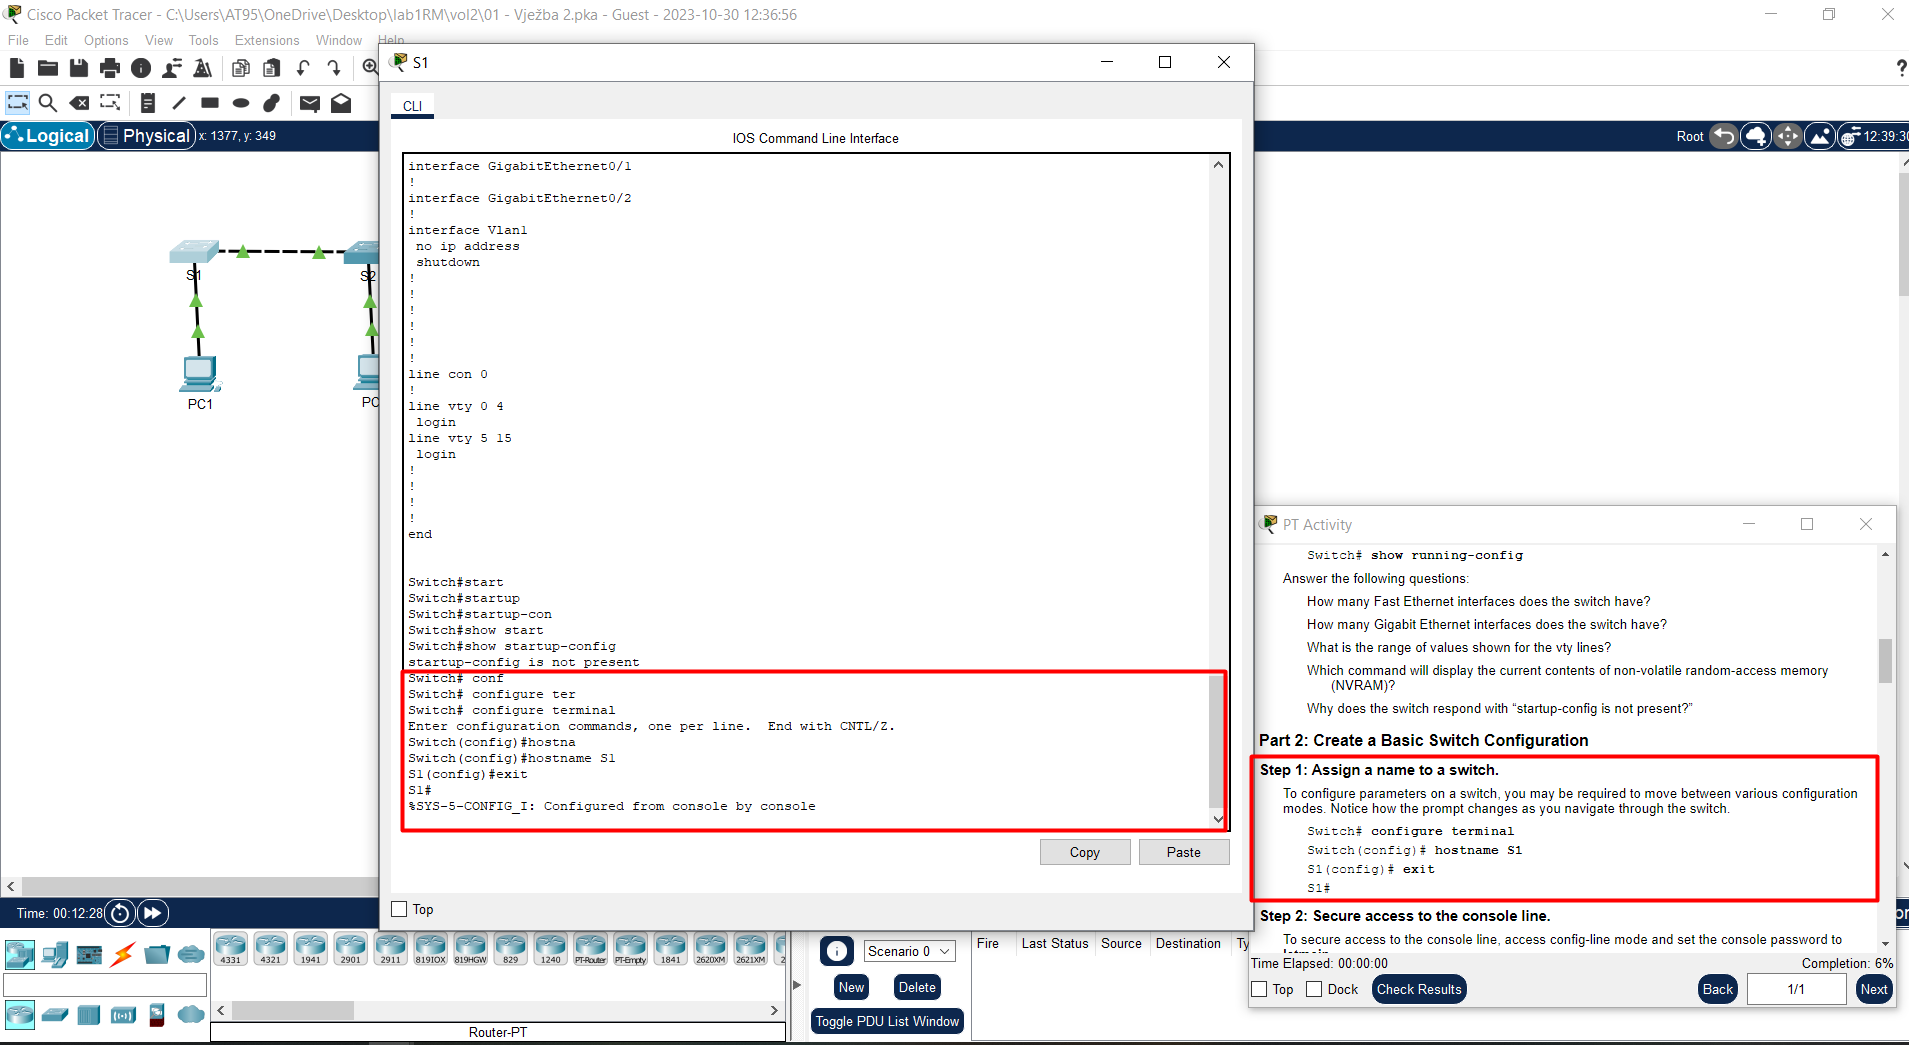 Cisco Packet Tracer - C:\Users\AT95\OneDrive\Desktop\lab1RM\vol2\01 - Vježba 2.pka - Guest - 2023-10-30 12:36:56
File Edit Options View Tools Extensions Window Help
Logical Physical x: 1377, y: 349
Root 12:39:30
S1
S2
PC1
PC
S1
CLI
IOS Command Line Interface
interface GigabitEthernet0/1
!
interface GigabitEthernet0/2
!
interface Vlan1
no ip address
shutdown
!
!
!
!
!
!
line con 0
!
line vty 0 4
login
line vty 5 15
login
!
!
!
!
end
Switch#start
Switch#startup
Switch#startup-con
Switch#show start
Switch#show startup-config
startup-config is not present
Switch# conf
Switch# configure ter
Switch# configure terminal
Enter configuration commands, one per line.  End with CNTL/Z.
Switch(config)#hostna
Switch(config)#hostname S1
S1(config)#exit
S1#
%SYS-5-CONFIG_I: Configured from console by console
Copy Paste
Top
PT Activity
Switch# show running-config
Answer the following questions:
How many Fast Ethernet interfaces does the switch have?
How many Gigabit Ethernet interfaces does the switch have?
What is the range of values shown for the vty lines?
Which command will display the current contents of non-volatile random-access memory
(NVRAM)?
Why does the switch respond with “startup-config is not present?”
Part 2: Create a Basic Switch Configuration
Step 1: Assign a name to a switch.
To configure parameters on a switch, you may be required to move between various configuration
modes. Notice how the prompt changes as you navigate through the switch.
Switch# configure terminal
Switch(config)# hostname S1
S1(config)# exit
S1#
Step 2: Secure access to the console line.
To secure access to the console line, access config-line mode and set the console password to
Time Elapsed: 00:00:00 Completion: 6%
Top Dock Check Results Back 1/1 Next
Time: 00:12:28
4331 4321 1941 2901 2911 819IOX 819HGW 829 1240 PT-Router PT-Empty 1841 2620XM 2621XM 2
Router-PT
Scenario 0
New Delete
Toggle PDU List Window
Fire Last Status Source Destination Ty